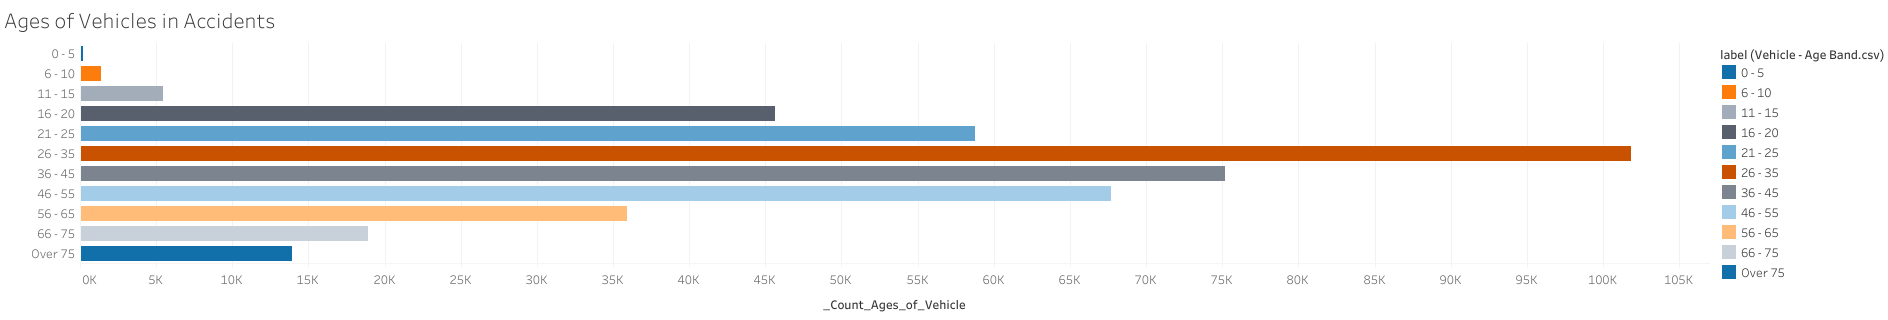 Ages of Vehicles in Accidents
0 - 5
6 - 10
11 - 15
16 - 20
21 - 25
26 - 35
36 - 45
46 - 55
56 - 65
66 - 75
Over 75
0K 5K 10K 15K 20K 25K 30K 35K 40K 45K 50K 55K 60K 65K 70K 75K 80K 85K 90K 95K 100K 105K
_Count_Ages_of_Vehicle
label (Vehicle - Age Band.csv)
0 - 5
6 - 10
11 - 15
16 - 20
21 - 25
26 - 35
36 - 45
46 - 55
56 - 65
66 - 75
Over 75